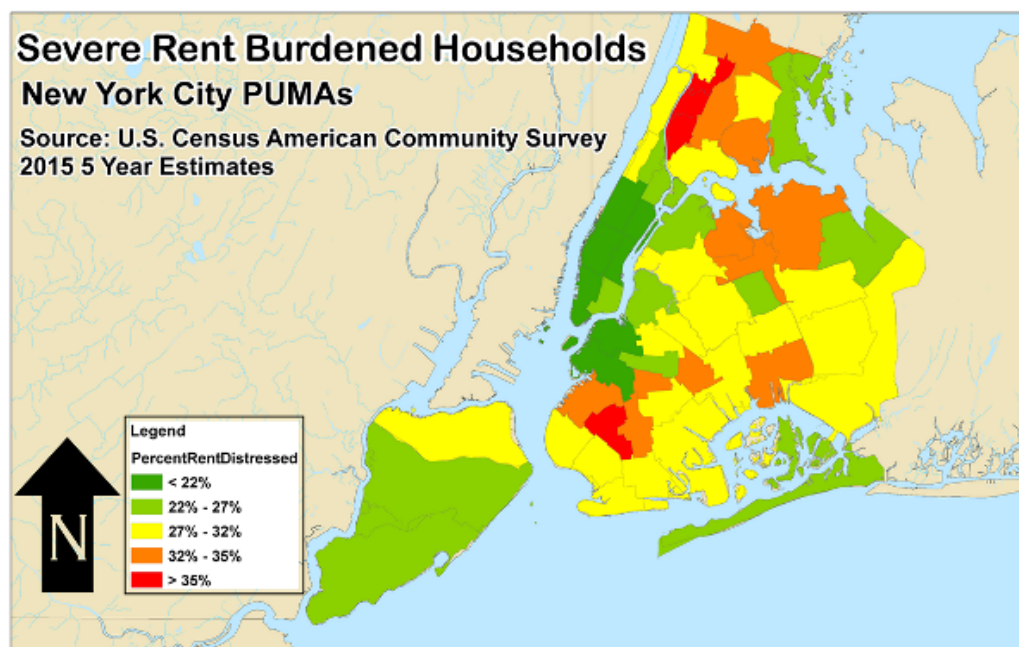 Severe Rent Burdened Households
New York City PUMAs
Source: U.S. Census American Community Survey
2015 5 Year Estimates
Legend
PercentRentDistressed
< 22%
22% - 27%
27% - 32%
32% - 35%
> 35%
N